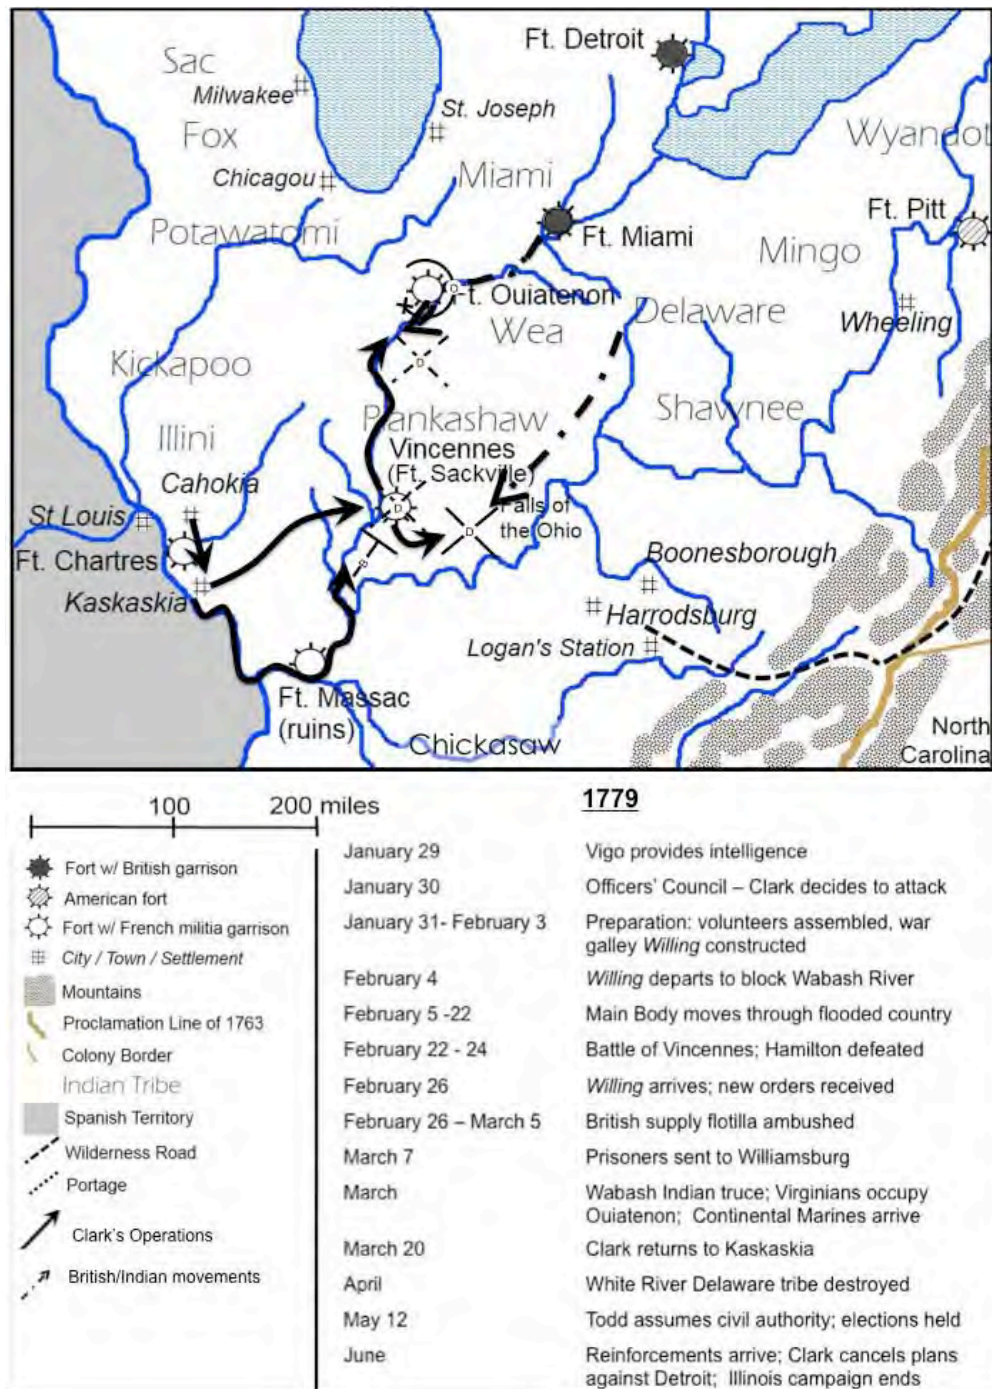 Ft. Detroit
Sac
Milwakee
St. Joseph
Fox
Wyandot
Chicagou
Miami
Ft. Pitt
Potawatomi
Ft. Miami
Mingo
Ft. Ouiatenon
Wea
Delaware
Wheeling
Kickapoo
Piankashaw
Shawnee
Illini
Vincennes
(Ft. Sackville)
Cahokia
St Louis
Falls of
the Ohio
Ft. Chartres
Boonesborough
Kaskaskia
Harrodsburg
Logan's Station
Ft. Massac
(ruins)
Chickasaw
North
Carolina
D
D
D
D
D
100 200 miles
Fort w/ British garrison
American fort
Fort w/ French militia garrison
City / Town / Settlement
Mountains
Proclamation Line of 1763
Colony Border
Indian Tribe
Spanish Territory
Wilderness Road
Portage
Clark's Operations
British/Indian movements
1779
January 29 Vigo provides intelligence
January 30 Officers' Council – Clark decides to attack
January 31- February 3 Preparation: volunteers assembled, war
galley Willing constructed
February 4 Willing departs to block Wabash River
February 5 -22 Main Body moves through flooded country
February 22 - 24 Battle of Vincennes; Hamilton defeated
February 26 Willing arrives; new orders received
February 26 – March 5 British supply flotilla ambushed
March 7 Prisoners sent to Williamsburg
March Wabash Indian truce; Virginians occupy
Ouiatenon; Continental Marines arrive
March 20 Clark returns to Kaskaskia
April White River Delaware tribe destroyed
May 12 Todd assumes civil authority; elections held
June Reinforcements arrive; Clark cancels plans
against Detroit; Illinois campaign ends